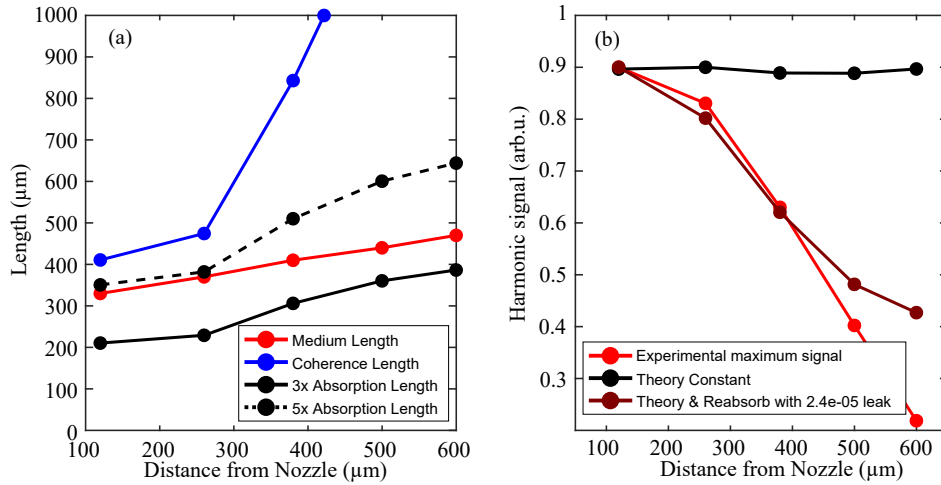 (a)
1000
900
800
700
600
500
400
300
200
100
0
Length (µm)
100
200
300
400
500
600
Distance from Nozzle (µm)
Medium Length
Coherence Length
3x Absorption Length
5x Absorption Length
(b)
1
0.9
0.8
0.7
0.6
0.5
0.4
0.3
Harmonic signal (arb.u.)
100
200
300
400
500
600
Distance from Nozzle (µm)
Experimental maximum signal
Theory Constant
Theory & Reabsorb with 2.4e-05 leak